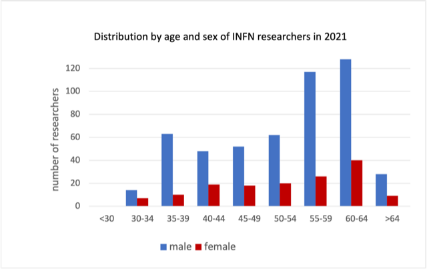 Distribution by age and sex of INFN researchers in 2021
number of researchers
120
100
80
60
40
20
0
<30 30-34 35-39 40-44 45-49 50-54 55-59 60-64 >64
male female